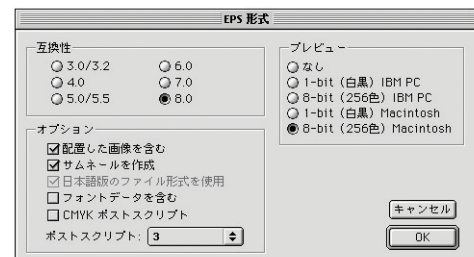 EPS 形式
互換性
3.0/3.2
6.0
4.0
7.0
5.0/5.5
8.0
プレビュー
なし
1-bit（白黒）IBM PC
8-bit（256色）IBM PC
1-bit（白黒）Macintosh
8-bit（256色）Macintosh
オプション
配置した画像を含む
サムネールを作成
日本語版のファイル形式を使用
フォントデータを含む
CMYK ポストスクリプト
ポストスクリプト: 3
キャンセル
OK